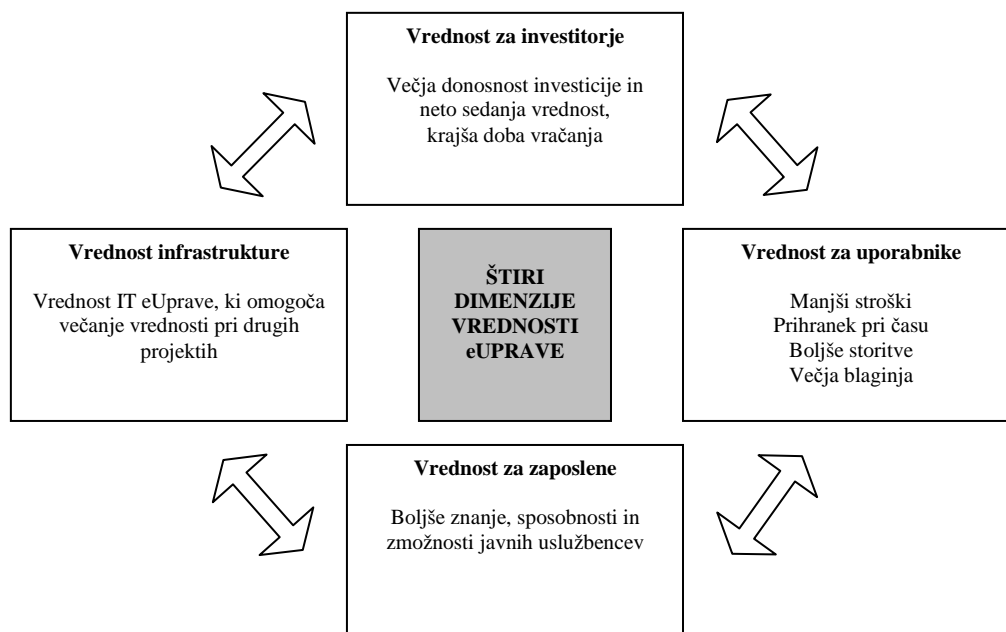 Vrednost za investitorje
Večja donosnost investicije in
neto sedanja vrednost,
krajša doba vračanja
Vrednost infrastrukture
Vrednost IT eUprave, ki omogoča
večanje vrednosti pri drugih
projektih
ŠTIRI
DIMENZIJE
VREDNOSTI
eUPRAVE
Vrednost za uporabnike
Manjši stroški
Prihranek pri času
Boljše storitve
Večja blaginja
Vrednost za zaposlene
Boljše znanje, sposobnosti in
zmožnosti javnih uslužbencev